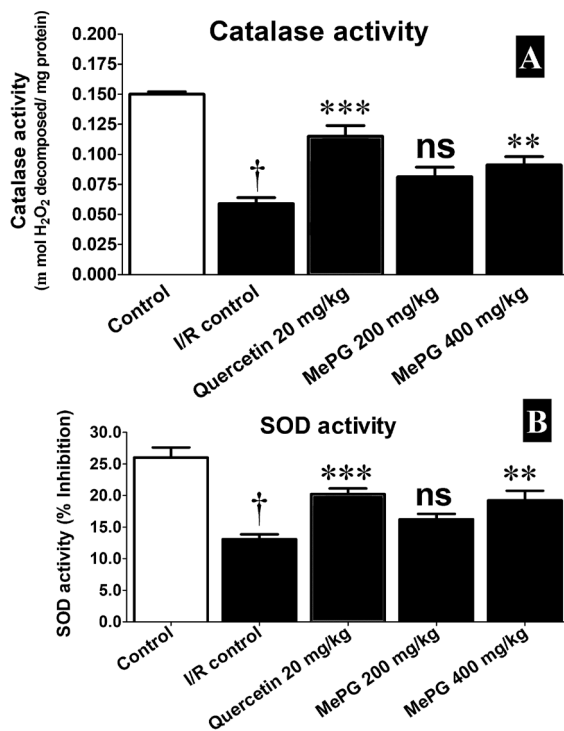 Catalase activity
A
Catalase activity
(m mol H₂O₂ decomposed/ mg protein)
0.200
0.150
0.125
0.100
0.075
0.050
0.025
0.000
†
***
ns
**
Control
I/R control
Quercetin 20 mg/kg
MePG 200 mg/kg
MePG 400 mg/kg
SOD activity
B
SOD activity (% Inhibition)
30.0
25.0
20.0
15.0
10.0
5.0
0.0
†
***
ns
**
Control
I/R control
Quercetin 20 mg/kg
MePG 200 mg/kg
MePG 400 mg/kg